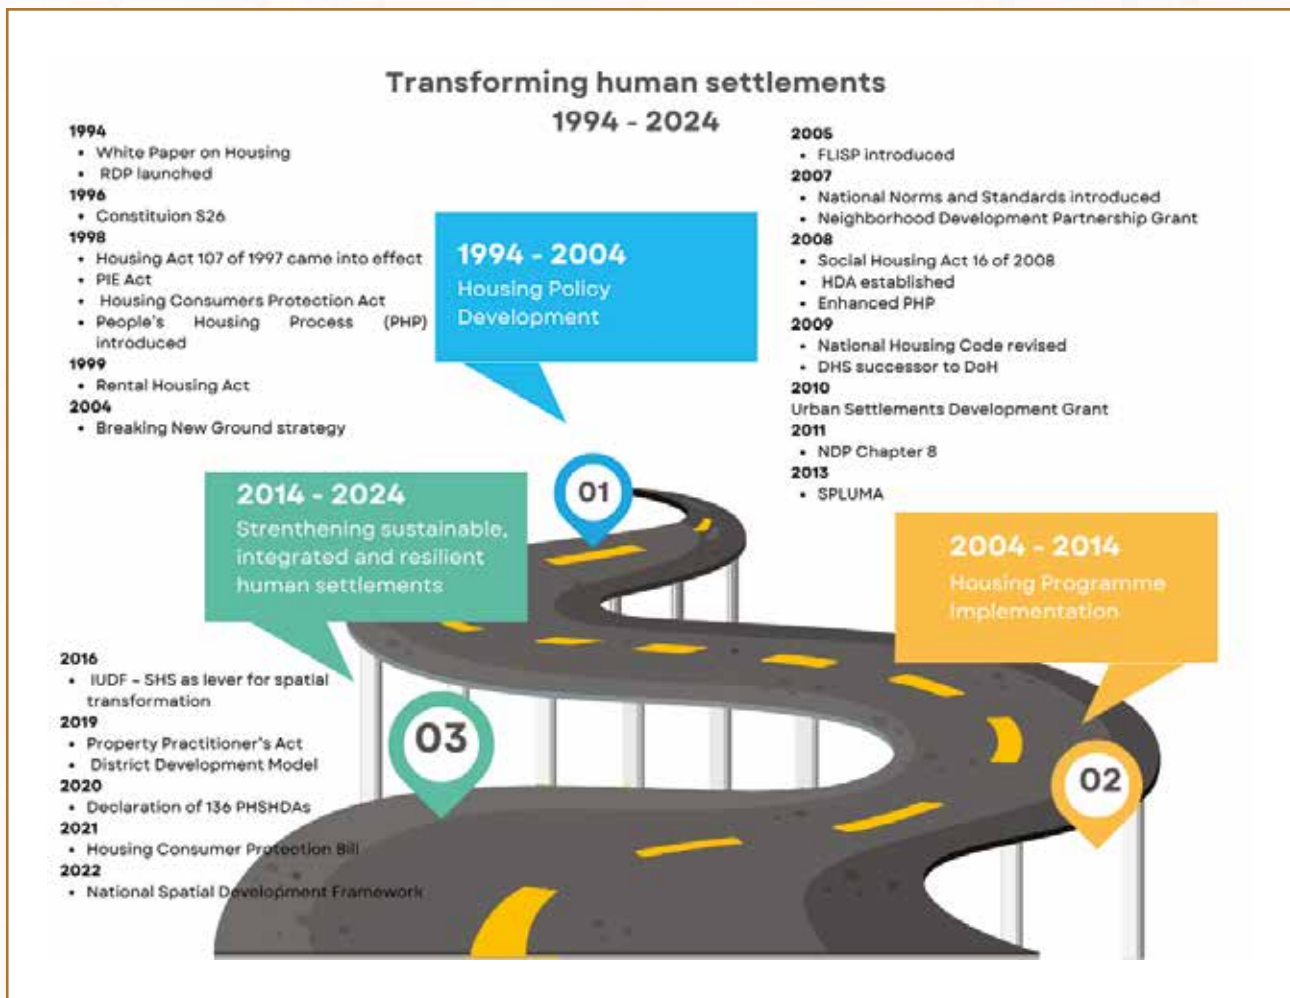 Transforming human settlements
1994 - 2024
1994
• White Paper on Housing
• RDP launched
1996
• Constituion S26
1998
• Housing Act 107 of 1997 came into effect
• PIE Act
• Housing Consumers Protection Act
• People's Housing Process (PHP)
introduced
1999
• Rental Housing Act
2004
• Breaking New Ground strategy
1994 - 2004
Housing Policy
Development
2005
• FLISP introduced
2007
• National Norms and Standards introduced
• Neighborhood Development Partnership Grant
2008
• Social Housing Act 16 of 2008
• HDA established
• Enhanced PHP
2009
• National Housing Code revised
• DHS successor to DoH
2010
Urban Settlements Development Grant
2011
• NDP Chapter 8
2013
• SPLUMA
01
2004 - 2014
Housing Programme
Implementation
02
2014 - 2024
Strenthening sustainable,
integrated and resilient
human settlements
03
2016
• IUDF – SHS as lever for spatial
transformation
2019
• Property Practitioner's Act
• District Development Model
2020
• Declaration of 136 PHSHDAs
2021
• Housing Consumer Protection Bill
2022
• National Spatial Development Framework